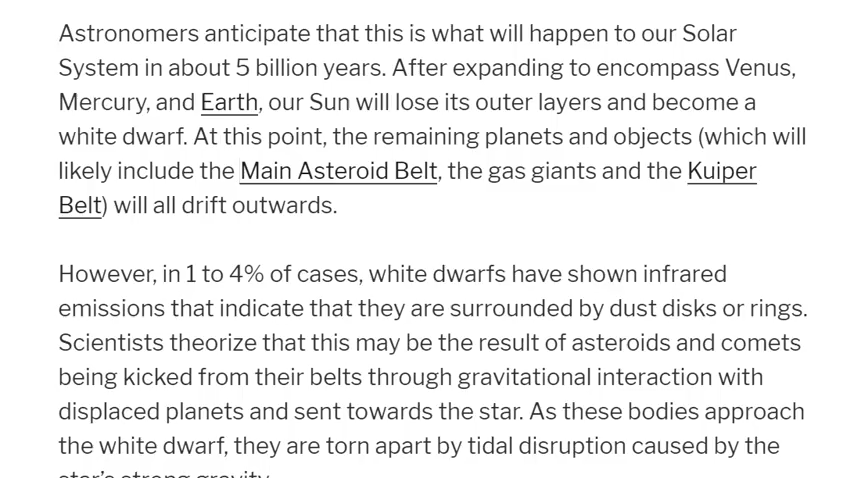 Astronomers anticipate that this is what will happen to our Solar
System in about 5 billion years. After expanding to encompass Venus,
Mercury, and Earth, our Sun will lose its outer layers and become a
white dwarf. At this point, the remaining planets and objects (which will
likely include the Main Asteroid Belt, the gas giants and the Kuiper
Belt) will all drift outwards.
However, in 1 to 4% of cases, white dwarfs have shown infrared
emissions that indicate that they are surrounded by dust disks or rings.
Scientists theorize that this may be the result of asteroids and comets
being kicked from their belts through gravitational interaction with
displaced planets and sent towards the star. As these bodies approach
the white dwarf, they are torn apart by tidal disruption caused by the
star's strong gravity.